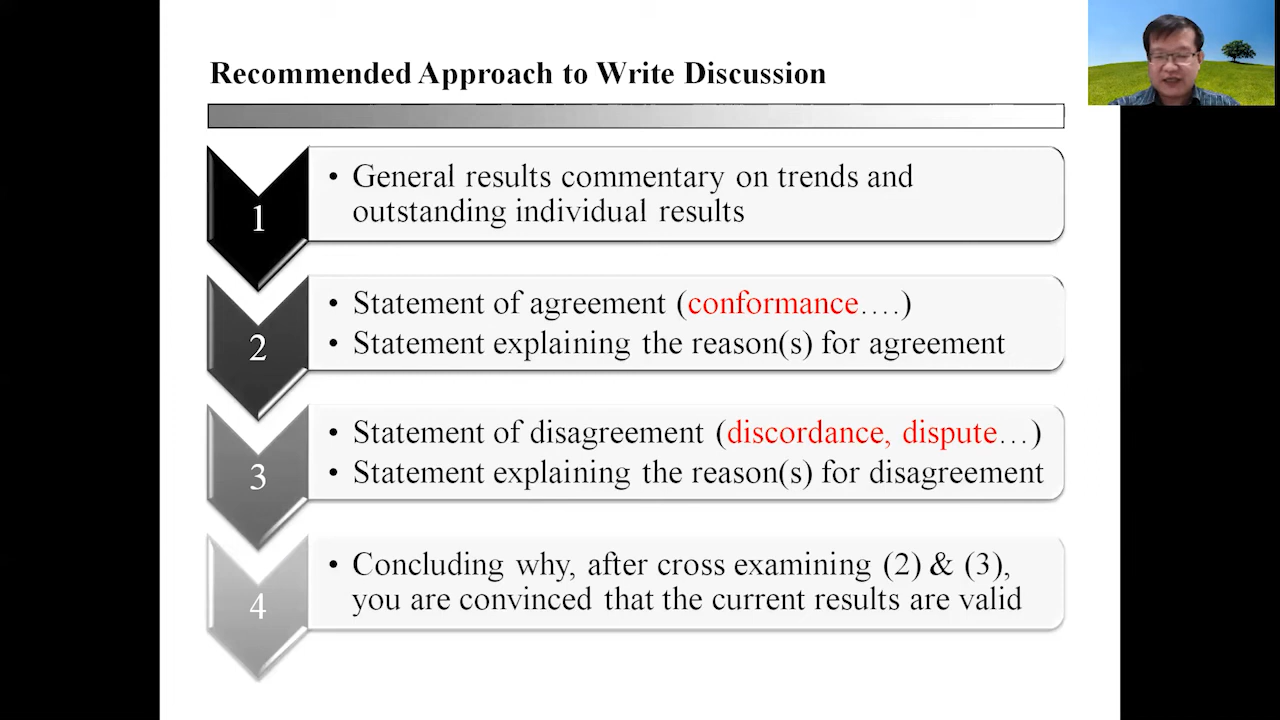 Recommended Approach to Write Discussion
1
• General results commentary on trends and
outstanding individual results
2
• Statement of agreement (conformance….)
• Statement explaining the reason(s) for agreement
3
• Statement of disagreement (discordance, dispute…)
• Statement explaining the reason(s) for disagreement
4
• Concluding why, after cross examining (2) & (3),
you are convinced that the current results are valid